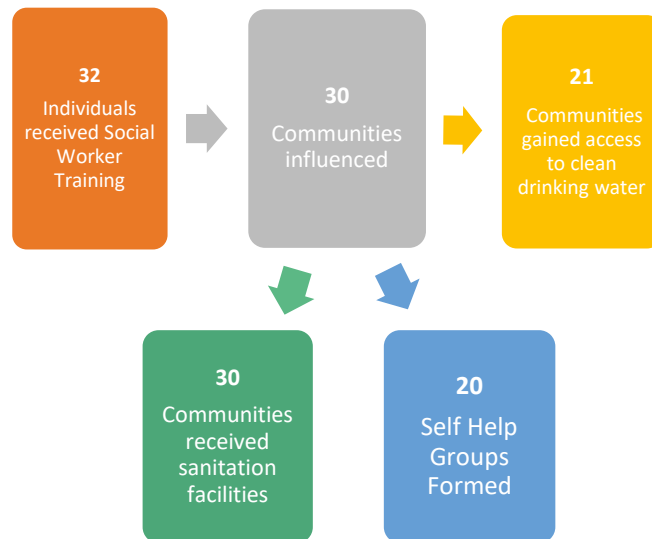 32
Individuals
received Social
Worker
Training
30
Communities
influenced
21
Communities
gained access
to clean
drinking water
30
Communities
received
sanitation
facilities
20
Self Help
Groups
Formed